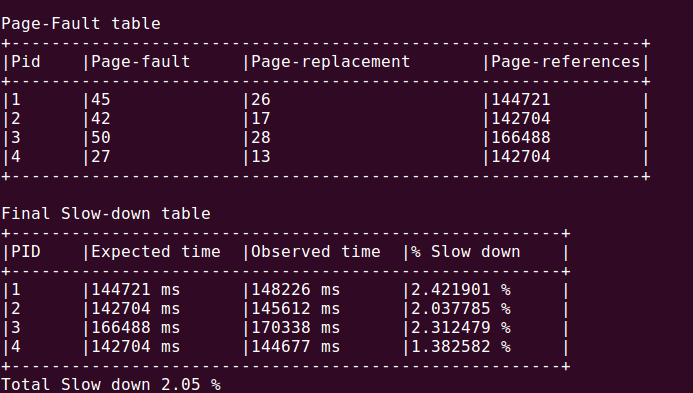 Page-Fault table
+---------------------------------------------------------------+
|Pid    |Page-fault     |Page-replacement       |Page-references|
+---------------------------------------------------------------+
|1      |45             |26                     |144721         |
|2      |42             |17                     |142704         |
|3      |50             |28                     |166488         |
|4      |27             |13                     |142704         |
+---------------------------------------------------------------+
Final Slow-down table
+-------------------------------------------------------+
|PID    |Expected time  |Observed time  |% Slow down    |
+-------------------------------------------------------+
|1      |144721 ms      |148226 ms      |2.421901 %     |
|2      |142704 ms      |145612 ms      |2.037785 %     |
|3      |166488 ms      |170338 ms      |2.312479 %     |
|4      |142704 ms      |144677 ms      |1.382582 %     |
+-------------------------------------------------------+
Total Slow down 2.05 %